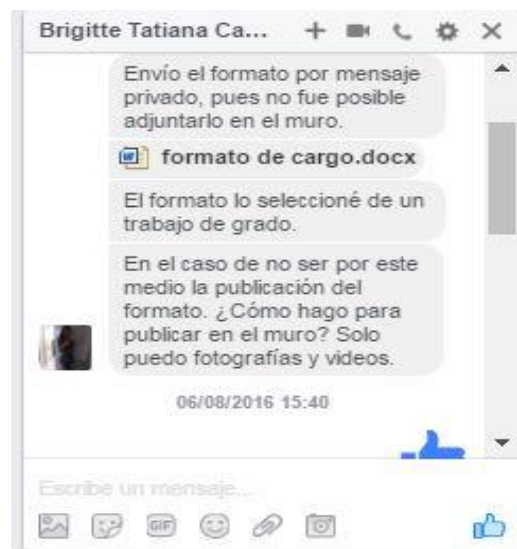 Brigitte Tatiana Ca...
Envío el formato por mensaje
privado, pues no fue posible
adjuntarlo en el muro.
formato de cargo.docx
El formato lo seleccioné de un
trabajo de grado.
En el caso de no ser por este
medio la publicación del
formato. ¿Cómo hago para
publicar en el muro? Solo
puedo fotografías y videos.
06/08/2016 15:40
Escribe un mensaje...
GIF